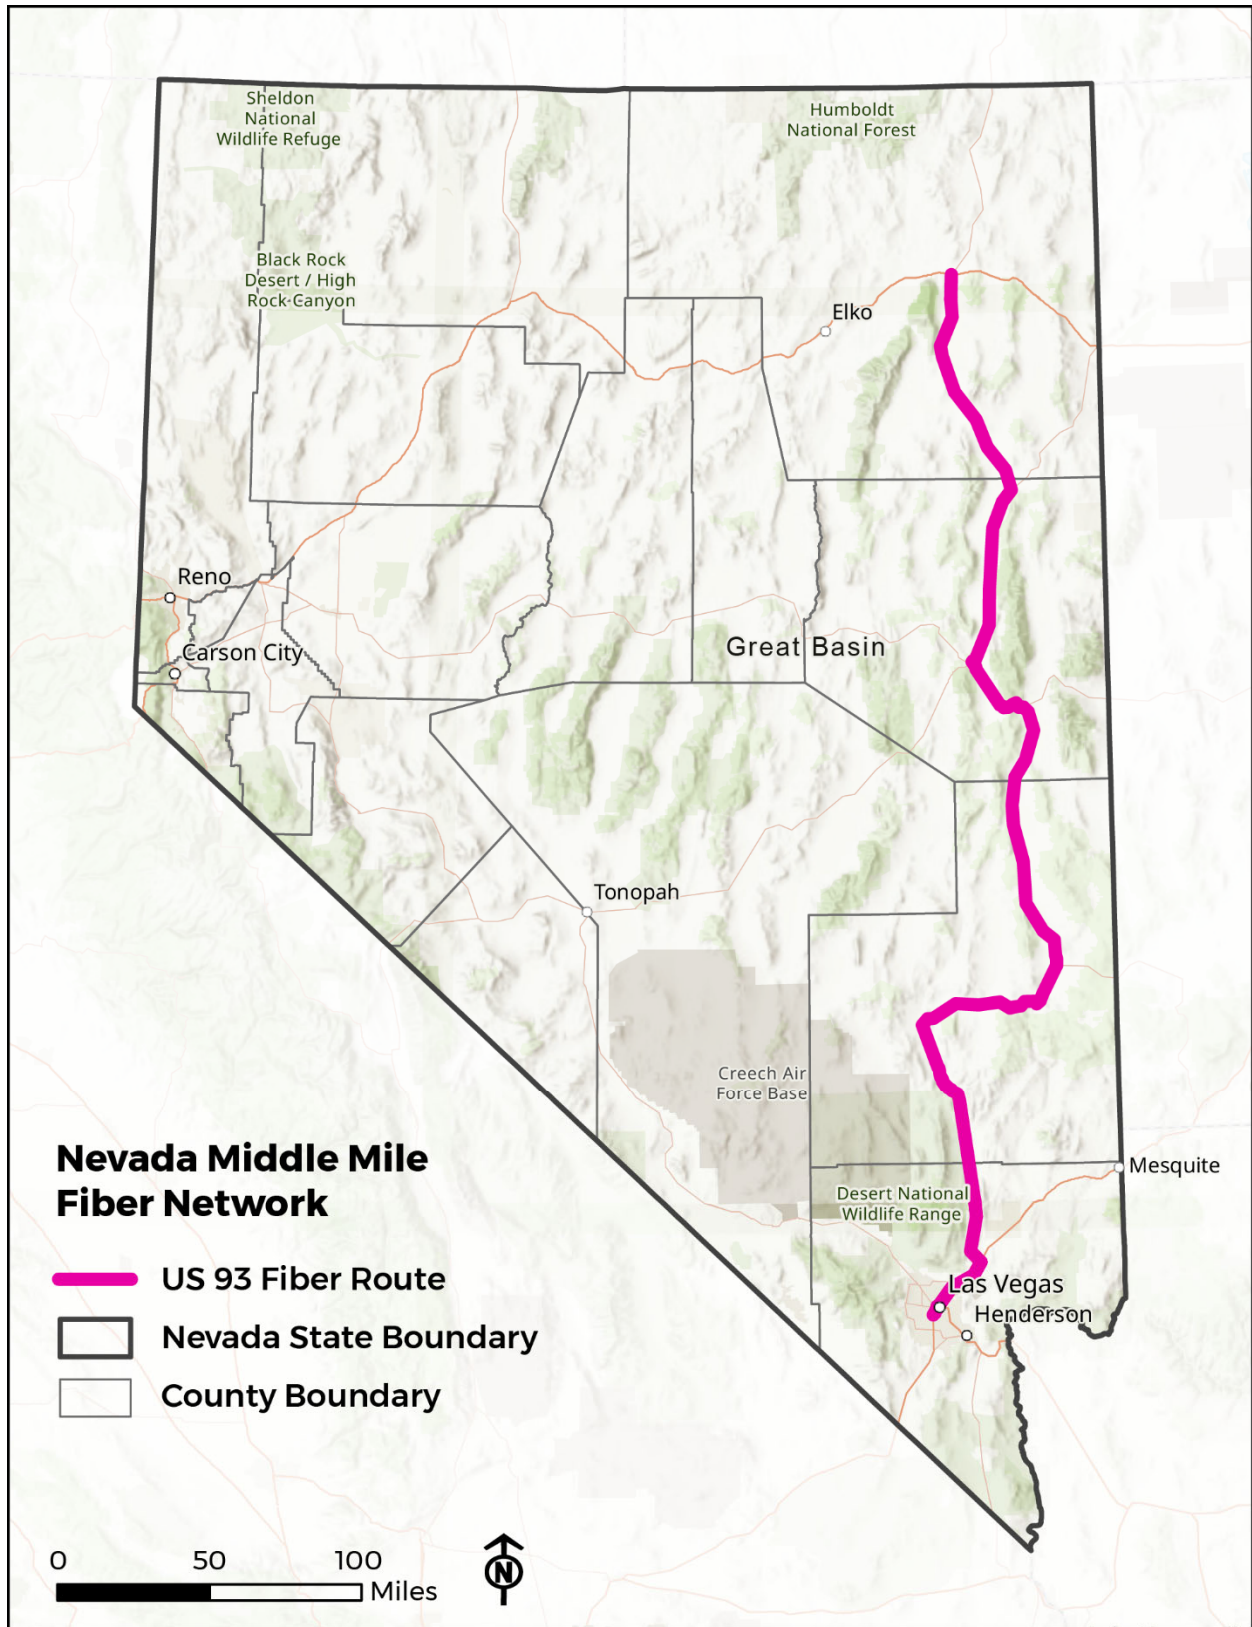 Sheldon
National
Wildlife Refuge
Humboldt
National Forest
Black Rock
Desert / High
Rock Canyon
Elko
Reno
Carson City
Great Basin
Tonopah
Creech Air
Force Base
Mesquite
Desert National
Wildlife Range
Las Vegas
Henderson
Nevada Middle Mile
Fiber Network
US 93 Fiber Route
Nevada State Boundary
County Boundary
0 50 100
Miles
N